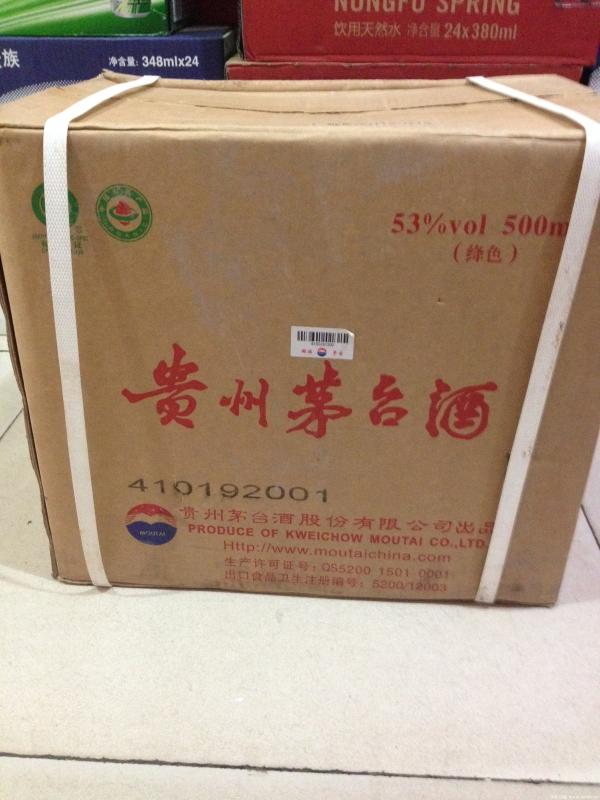 NONGFU SPRING
饮用天然水 净含量 24x380ml
族
净含量: 348mlx24
53%vol 500m
(绛色)
贵州茅台酒
410192001
MOUTAI
贵州茅台酒股份有限公司出品
PRODUCE OF KWEICHOW MOUTAI CO.,LTD.
Http://www.moutaichina.com
生产许可证号: QS5200 1501 0001
出口食品卫生注册编号: 5200/12003